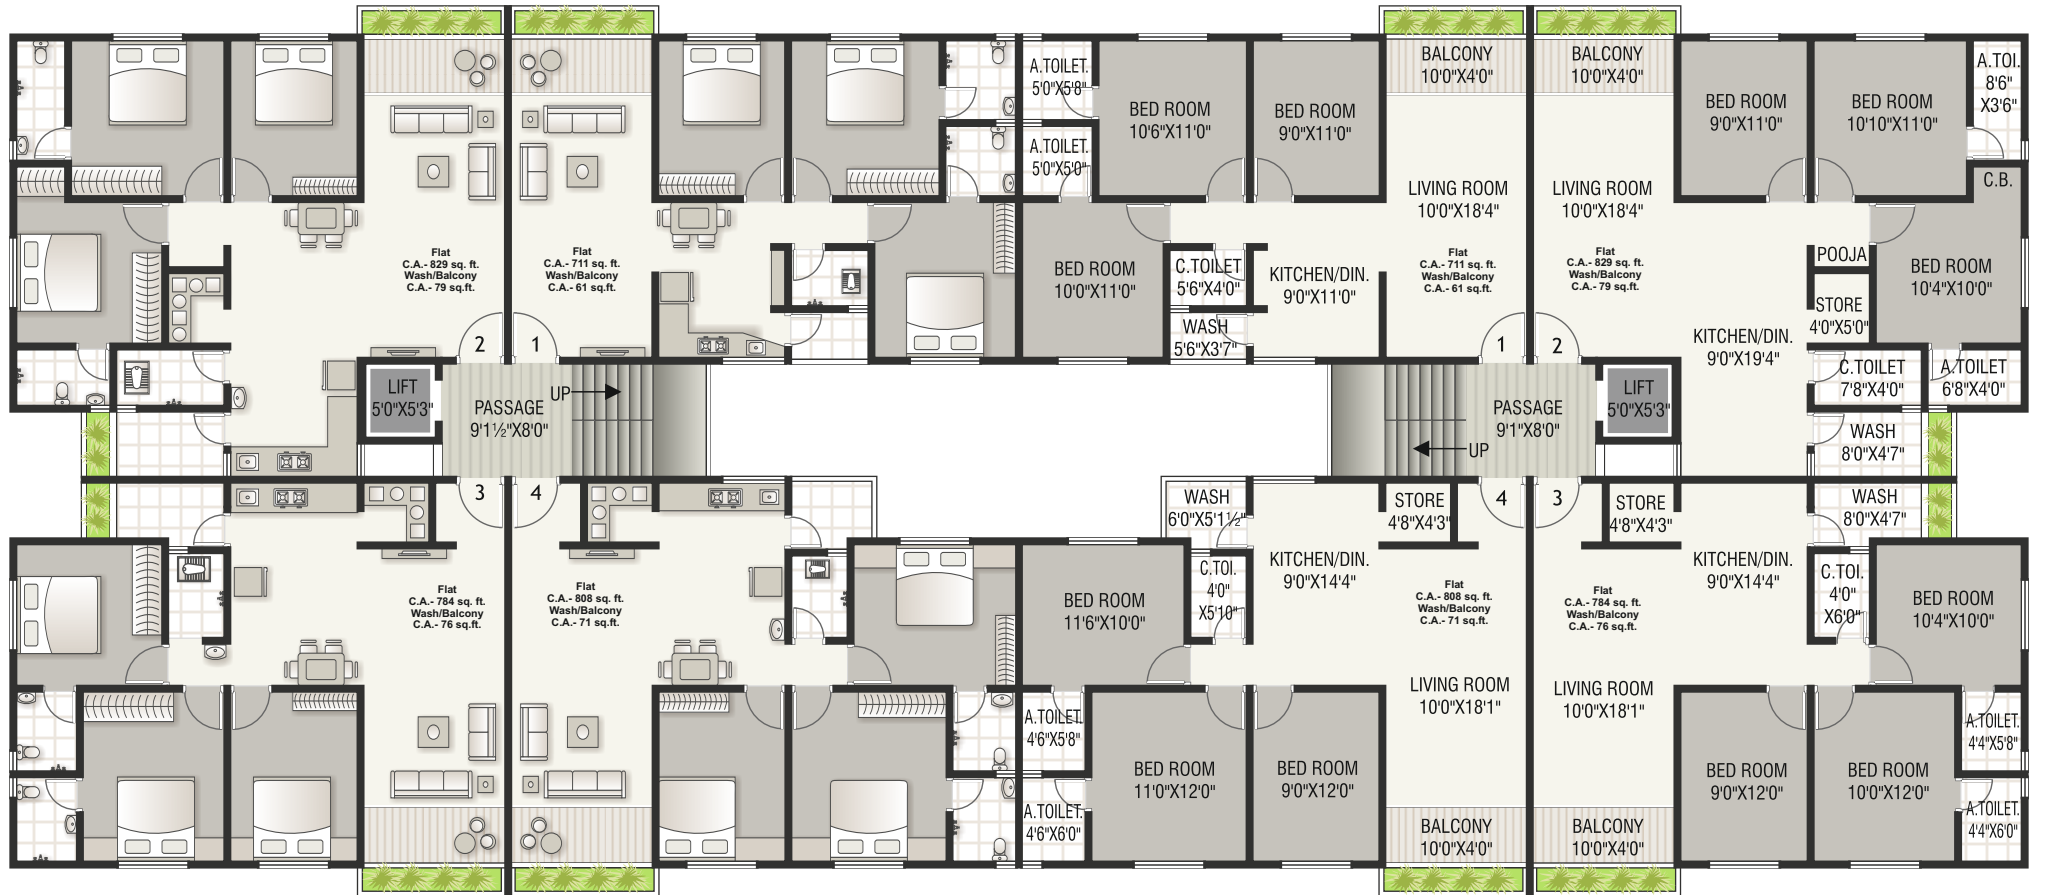 Flat
C.A.- 829 sq. ft.
Wash/Balcony
C.A.- 79 sq.ft.
2
Flat
C.A.- 711 sq. ft.
Wash/Balcony
C.A.- 61 sq.ft.
1
A.TOILET.
5'0"X5'8"
A.TOILET.
5'0"X5'0"
BED ROOM
10'6"X11'0"
BED ROOM
9'0"X11'0"
BED ROOM
10'0"X11'0"
C.TOILET
5'6"X4'0"
WASH
5'6"X3'7"
KITCHEN/DIN.
9'0"X11'0"
BALCONY
10'0"X4'0"
LIVING ROOM
10'0"X18'4"
Flat
C.A.- 711 sq. ft.
Wash/Balcony
C.A.- 61 sq.ft.
1
BALCONY
10'0"X4'0"
LIVING ROOM
10'0"X18'4"
Flat
C.A.- 829 sq. ft.
Wash/Balcony
C.A.- 79 sq.ft.
2
BED ROOM
9'0"X11'0"
BED ROOM
10'10"X11'0"
A.TOI.
8'6"
X3'6"
C.B.
POOJA
STORE
4'0"X5'0"
BED ROOM
10'4"X10'0"
KITCHEN/DIN.
9'0"X19'4"
C.TOILET
7'8"X4'0"
A.TOILET
6'8"X4'0"
WASH
8'0"X4'7"
LIFT
5'0"X5'3"
PASSAGE
9'1½"X8'0"
UP
UP
PASSAGE
9'1"X8'0"
LIFT
5'0"X5'3"
3
Flat
C.A.- 784 sq. ft.
Wash/Balcony
C.A.- 76 sq.ft.
4
Flat
C.A.- 808 sq. ft.
Wash/Balcony
C.A.- 71 sq.ft.
WASH
6'0"X5'1½"
STORE
4'8"X4'3"
4
KITCHEN/DIN.
9'0"X14'4"
C.TOI.
4'0"
X5'10"
BED ROOM
11'6"X10'0"
Flat
C.A.- 808 sq. ft.
Wash/Balcony
C.A.- 71 sq.ft.
LIVING ROOM
10'0"X18'1"
A.TOILET.
4'6"X5'8"
A.TOILET.
4'6"X6'0"
BED ROOM
11'0"X12'0"
BED ROOM
9'0"X12'0"
BALCONY
10'0"X4'0"
3
STORE
4'8"X4'3"
WASH
8'0"X4'7"
KITCHEN/DIN.
9'0"X14'4"
C.TOI.
4'0"
X6'0"
BED ROOM
10'4"X10'0"
Flat
C.A.- 784 sq. ft.
Wash/Balcony
C.A.- 76 sq.ft.
LIVING ROOM
10'0"X18'1"
BED ROOM
9'0"X12'0"
BED ROOM
10'0"X12'0"
A.TOILET.
4'4"X5'8"
A.TOILET.
4'4"X6'0"
BALCONY
10'0"X4'0"